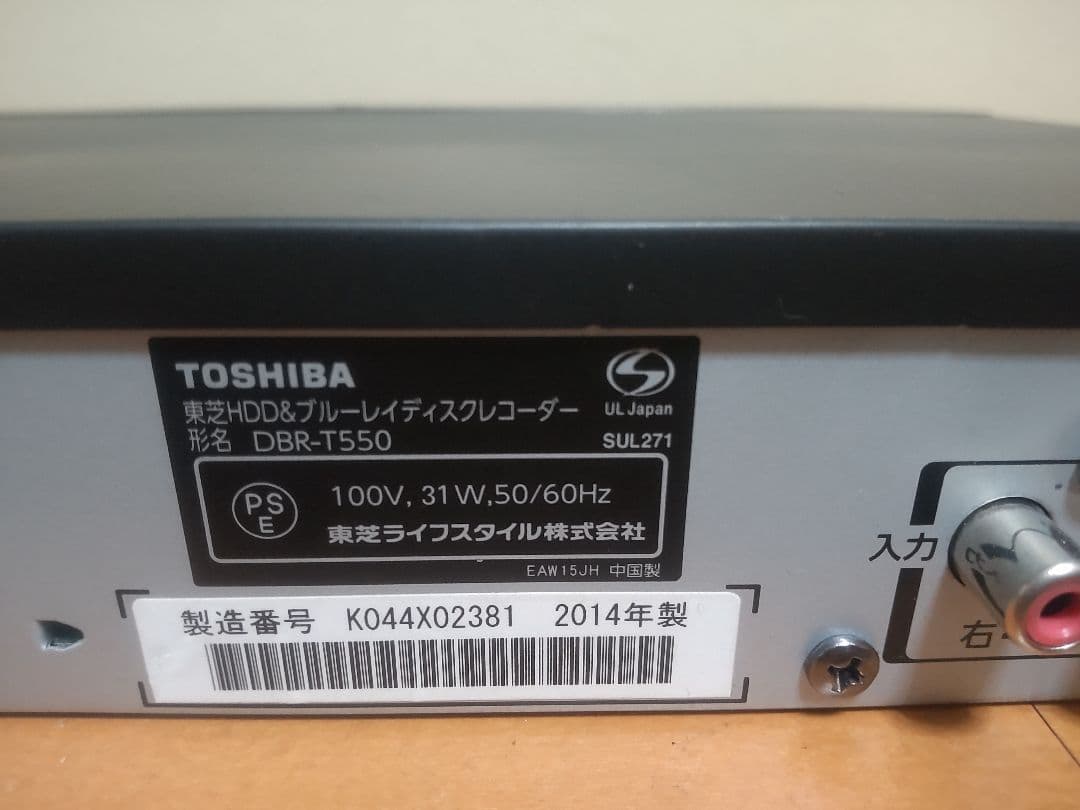 TOSHIBA
東芝HDD&ブルーレイディスクレコーダー
形名 DBR-T550
S
UL Japan
SUL271
PS
E
100V, 31W, 50/60Hz
東芝ライフスタイル株式会社
EAW15JH 中国製
製造番号 K044X02381 2014年製
入力
右